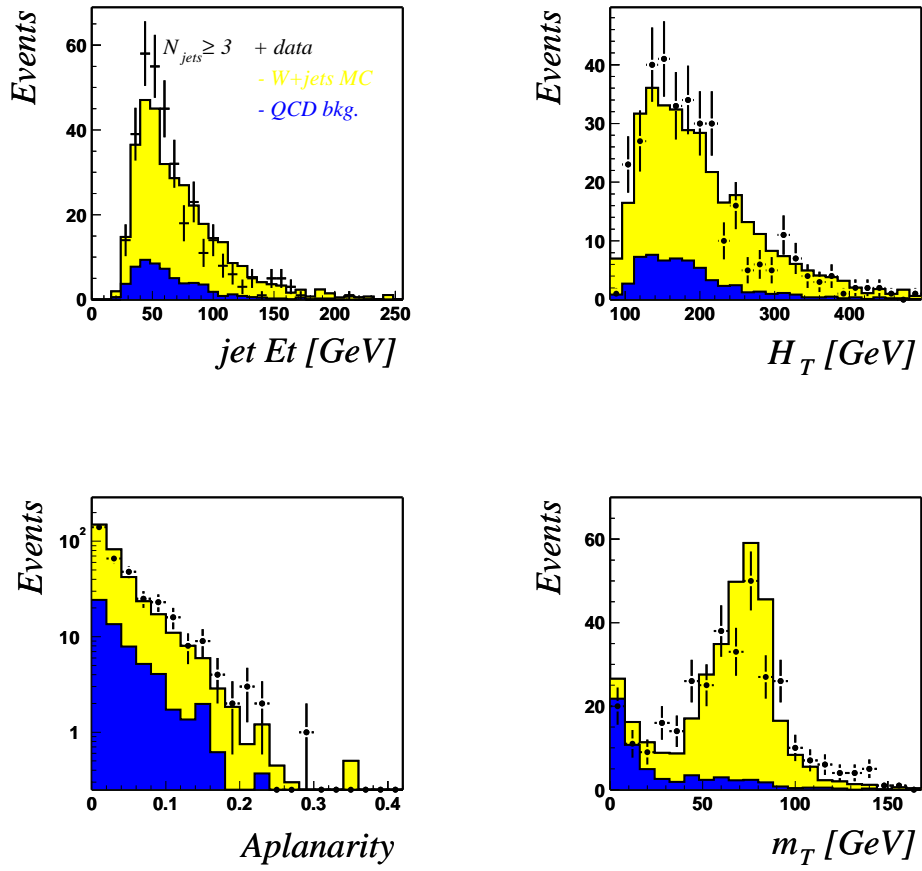 Events
60
40
20
0
N jets ≥ 3 + data
- W+jets MC
- QCD bkg.
0 50 100 150 200 250
jet Et [GeV]
Events
40
30
20
10
0
100 200 300 400
H T [GeV]
Events
10 2
10
1
0 0.1 0.2 0.3 0.4
Aplanarity
Events
60
40
20
0
0 50 100 150
m T [GeV]